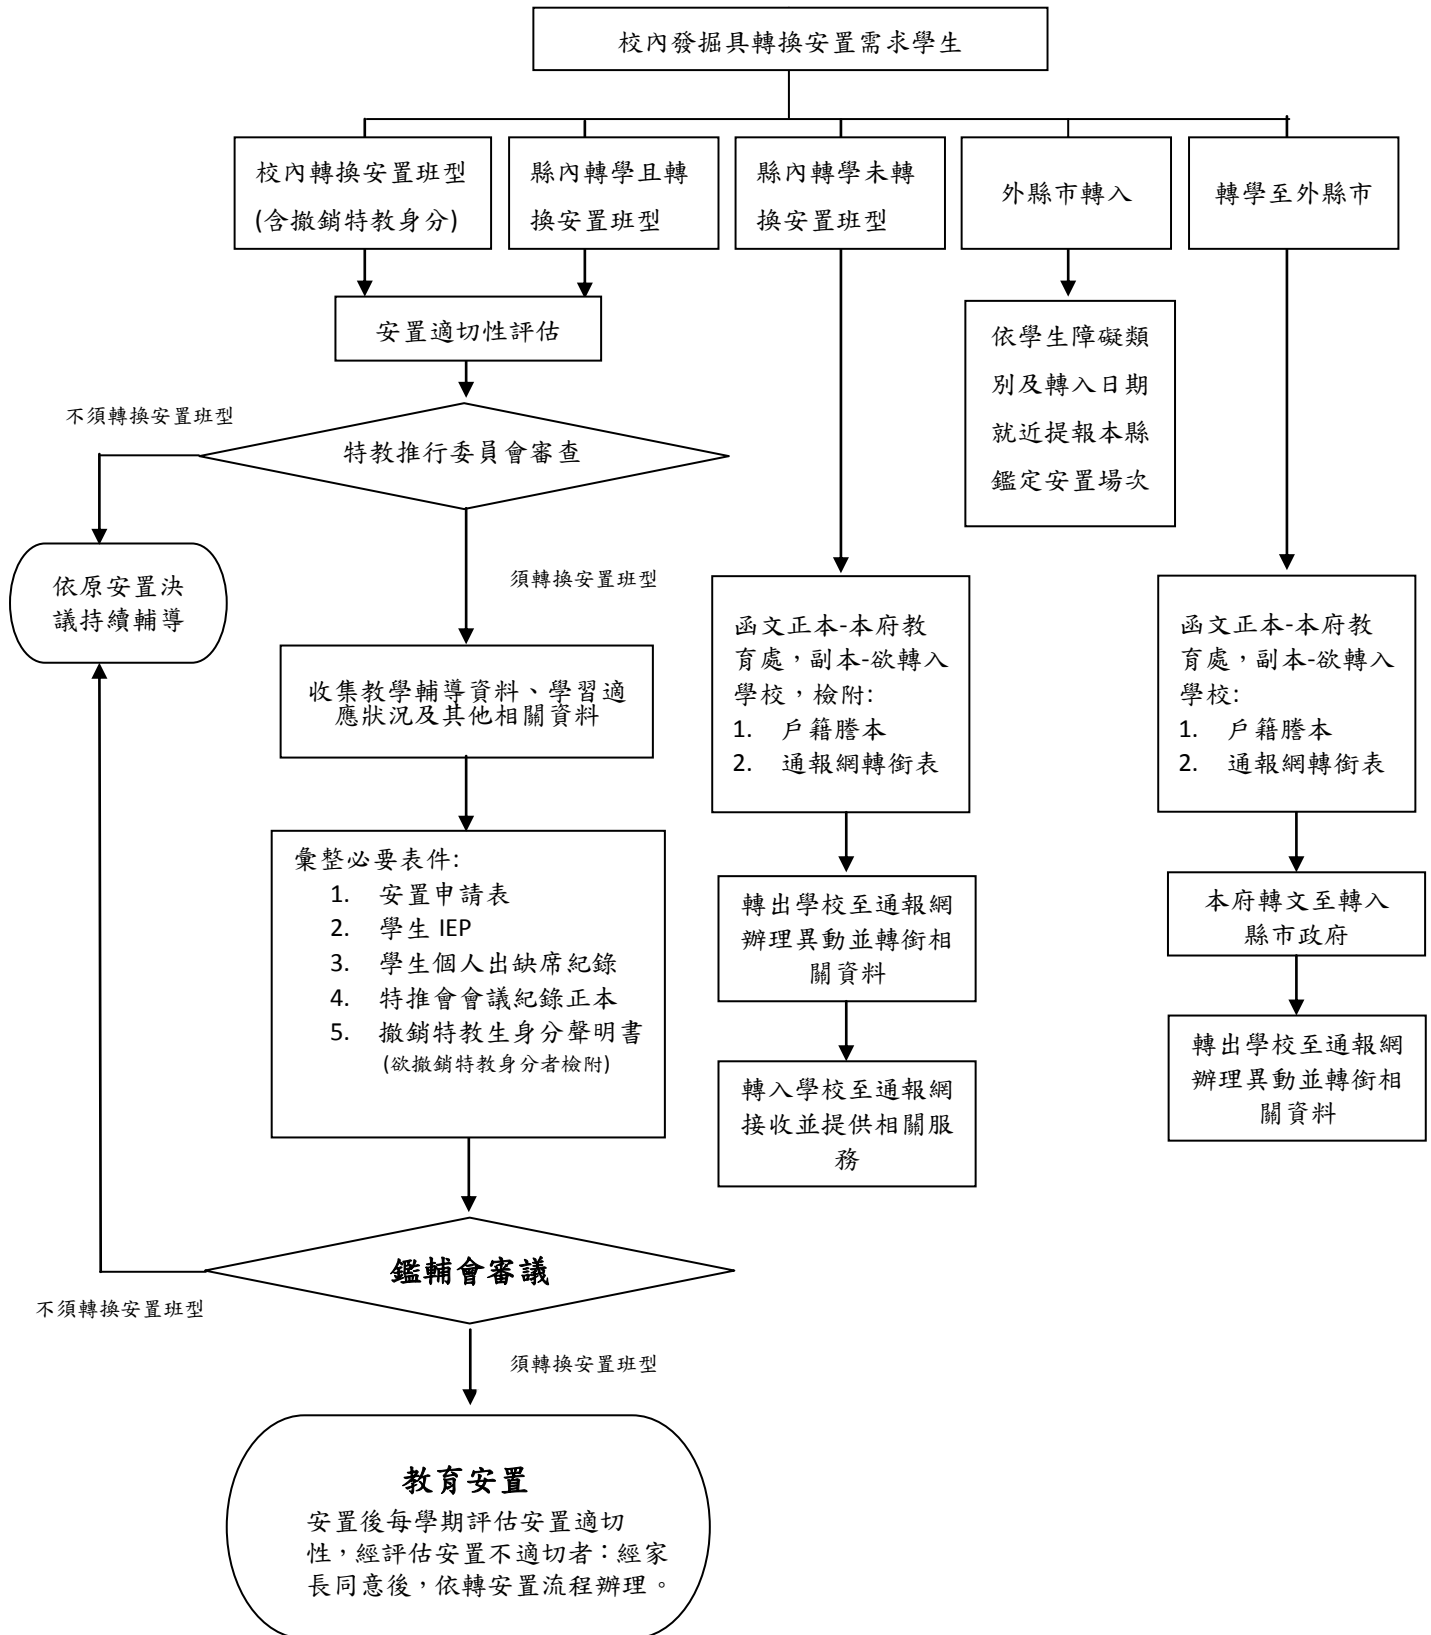 校內發掘具轉換安置需求學生
校內轉換安置班型
(含撤銷特教身分)
縣內轉學且轉
換安置班型
縣內轉學未轉
換安置班型
外縣市轉入
轉學至外縣市
安置適切性評估
依學生障礙類
別及轉入日期
就近提報本縣
鑑定安置場次
不須轉換安置班型
特教推行委員會審查
依原安置決
議持續輔導
須轉換安置班型
函文正本-本府教
育處，副本-欲轉入
學校，檢附:
1. 戶籍謄本
2. 通報網轉銜表
函文正本-本府教
育處，副本-欲轉入
學校:
1. 戶籍謄本
2. 通報網轉銜表
收集教學輔導資料、學習適
應狀況及其他相關資料
彙整必要表件:
1. 安置申請表
2. 學生 IEP
3. 學生個人出缺席紀錄
4. 特推會會議紀錄正本
5. 撤銷特教生身分聲明書
(欲撤銷特教身分者檢附)
轉出學校至通報網
辦理異動並轉銜相
關資料
本府轉文至轉入
縣市政府
轉入學校至通報網
接收並提供相關服
務
轉出學校至通報網
辦理異動並轉銜相
關資料
鑑輔會審議
不須轉換安置班型
須轉換安置班型
教育安置
安置後每學期評估安置適切
性，經評估安置不適切者：經家
長同意後，依轉安置流程辦理。